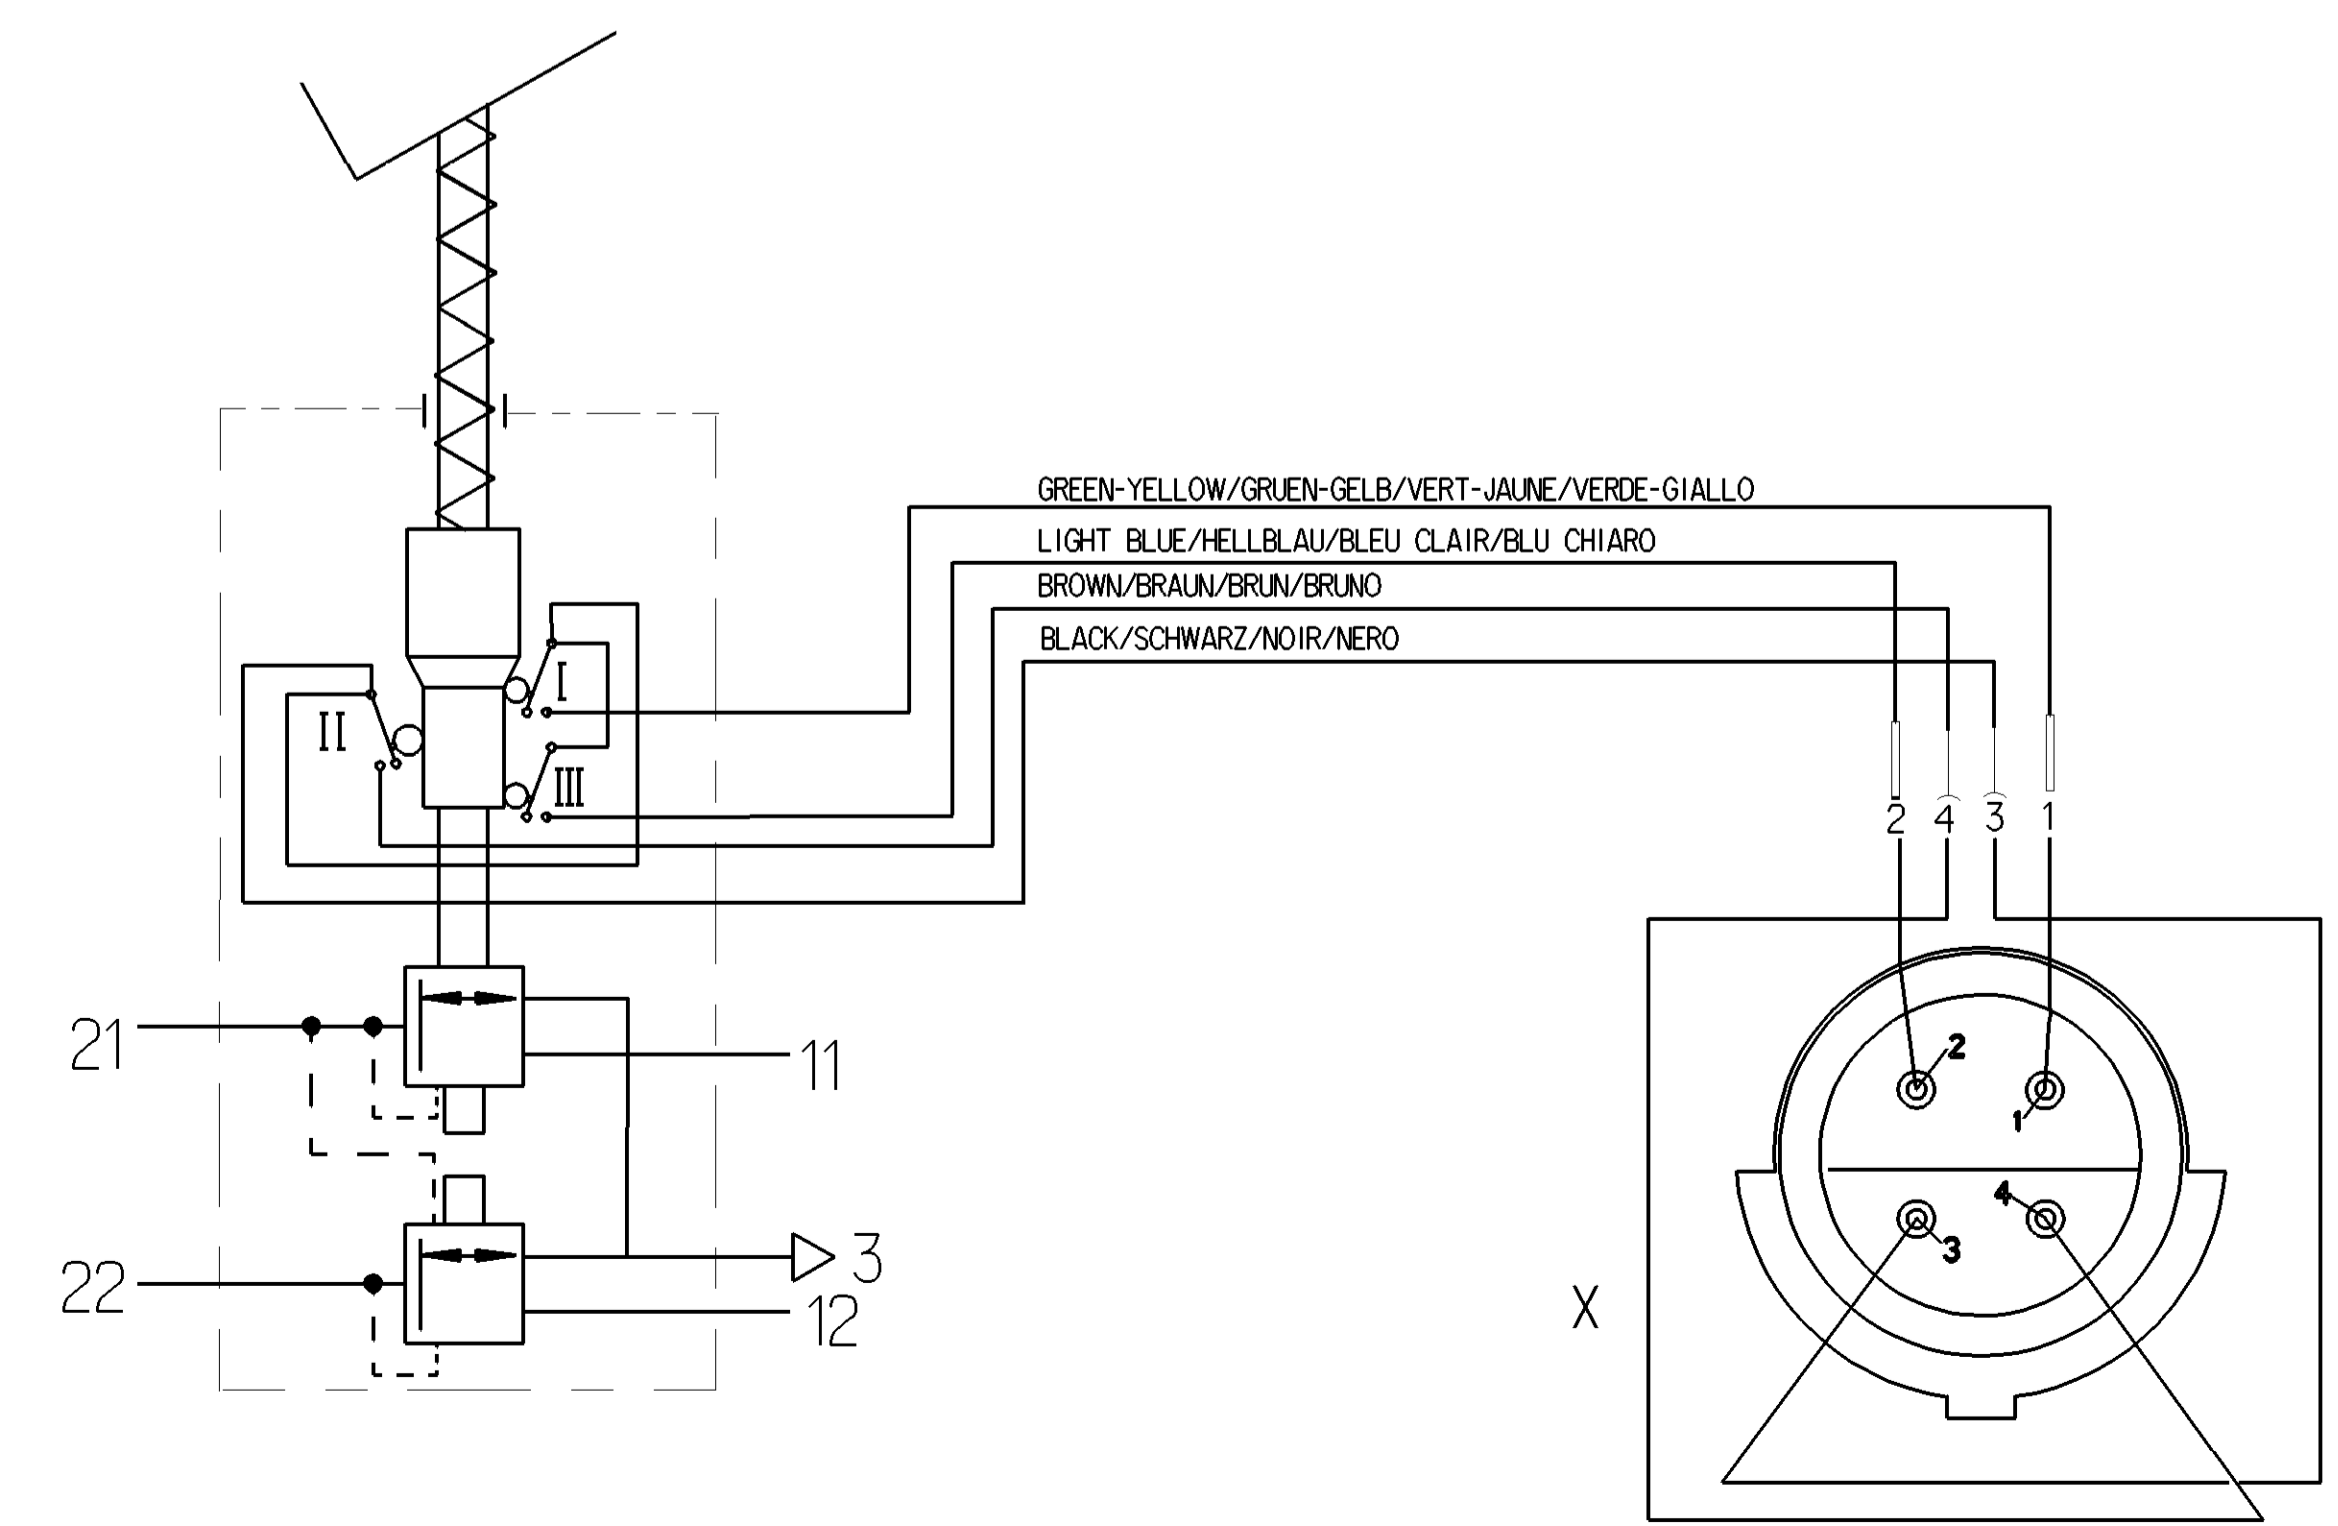 GREEN-YELLOW/GRUEN-GELB/VERT-JAUNE/VERDE-GIALLO
LIGHT BLUE/HELLBLAU/BLEU CLAIR/BLU CHIARO
BROWN/BRAUN/BRUN/BRUNO
BLACK/SCHWARZ/NOIR/NERO
I
II
III
2 4 3 1
21
11
2
1
4
3
22
3
12
X